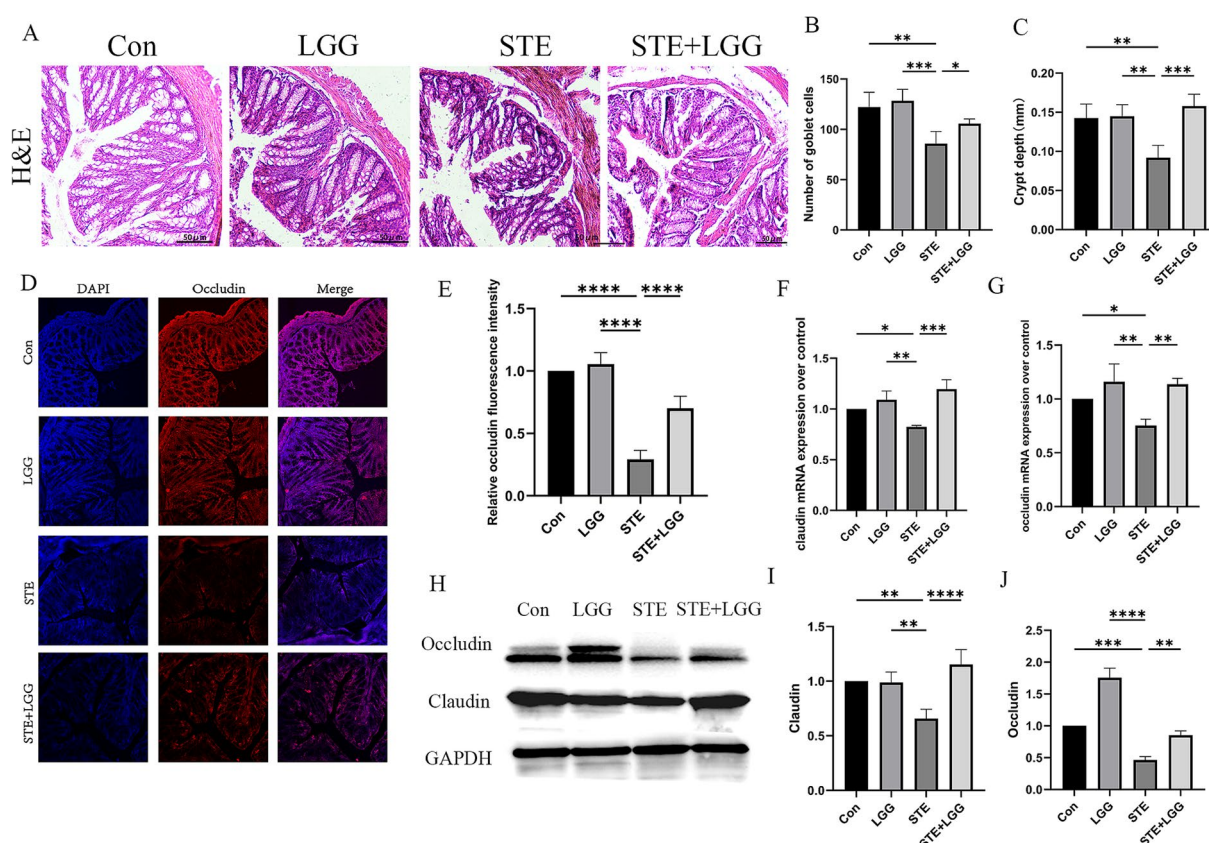 A
Con LGG STE STE+LGG
H&E
50 μm 50 μm 50 μm 50 μm
B
** 
*** *
Number of goblet cells
150
100
50
0
Con LGG STE STE+LGG
C
**
** ***
Crypt depth (mm)
0.20
0.15
0.10
0.05
0.00
Con LGG STE STE+LGG
D
DAPI Occludin Merge
Con
LGG
STE
STE+LGG
E
**** ****
****
Relative occludin fluorescence intensity
1.5
1.0
0.5
0.0
Con LGG STE STE+LGG
F
* ***
**
claudin mRNA expression over control
1.5
1.0
0.5
0.0
Con LGG STE STE+LGG
G
*
** **
occludin mRNA expression over control
1.5
1.0
0.5
0.0
Con LGG STE STE+LGG
H
Con LGG STE STE+LGG
Occludin
Claudin
GAPDH
I
** ****
**
Claudin
1.5
1.0
0.5
0.0
Con LGG STE STE+LGG
J
****
*** **
Occludin
2.5
2.0
1.5
1.0
0.5
0.0
Con LGG STE STE+LGG